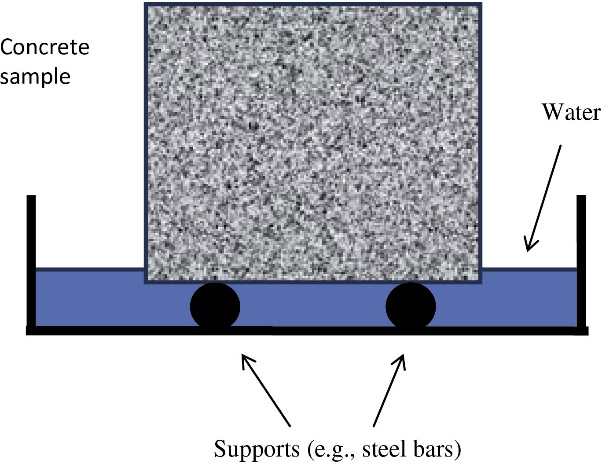 Concrete
sample
Water
Supports (e.g., steel bars)